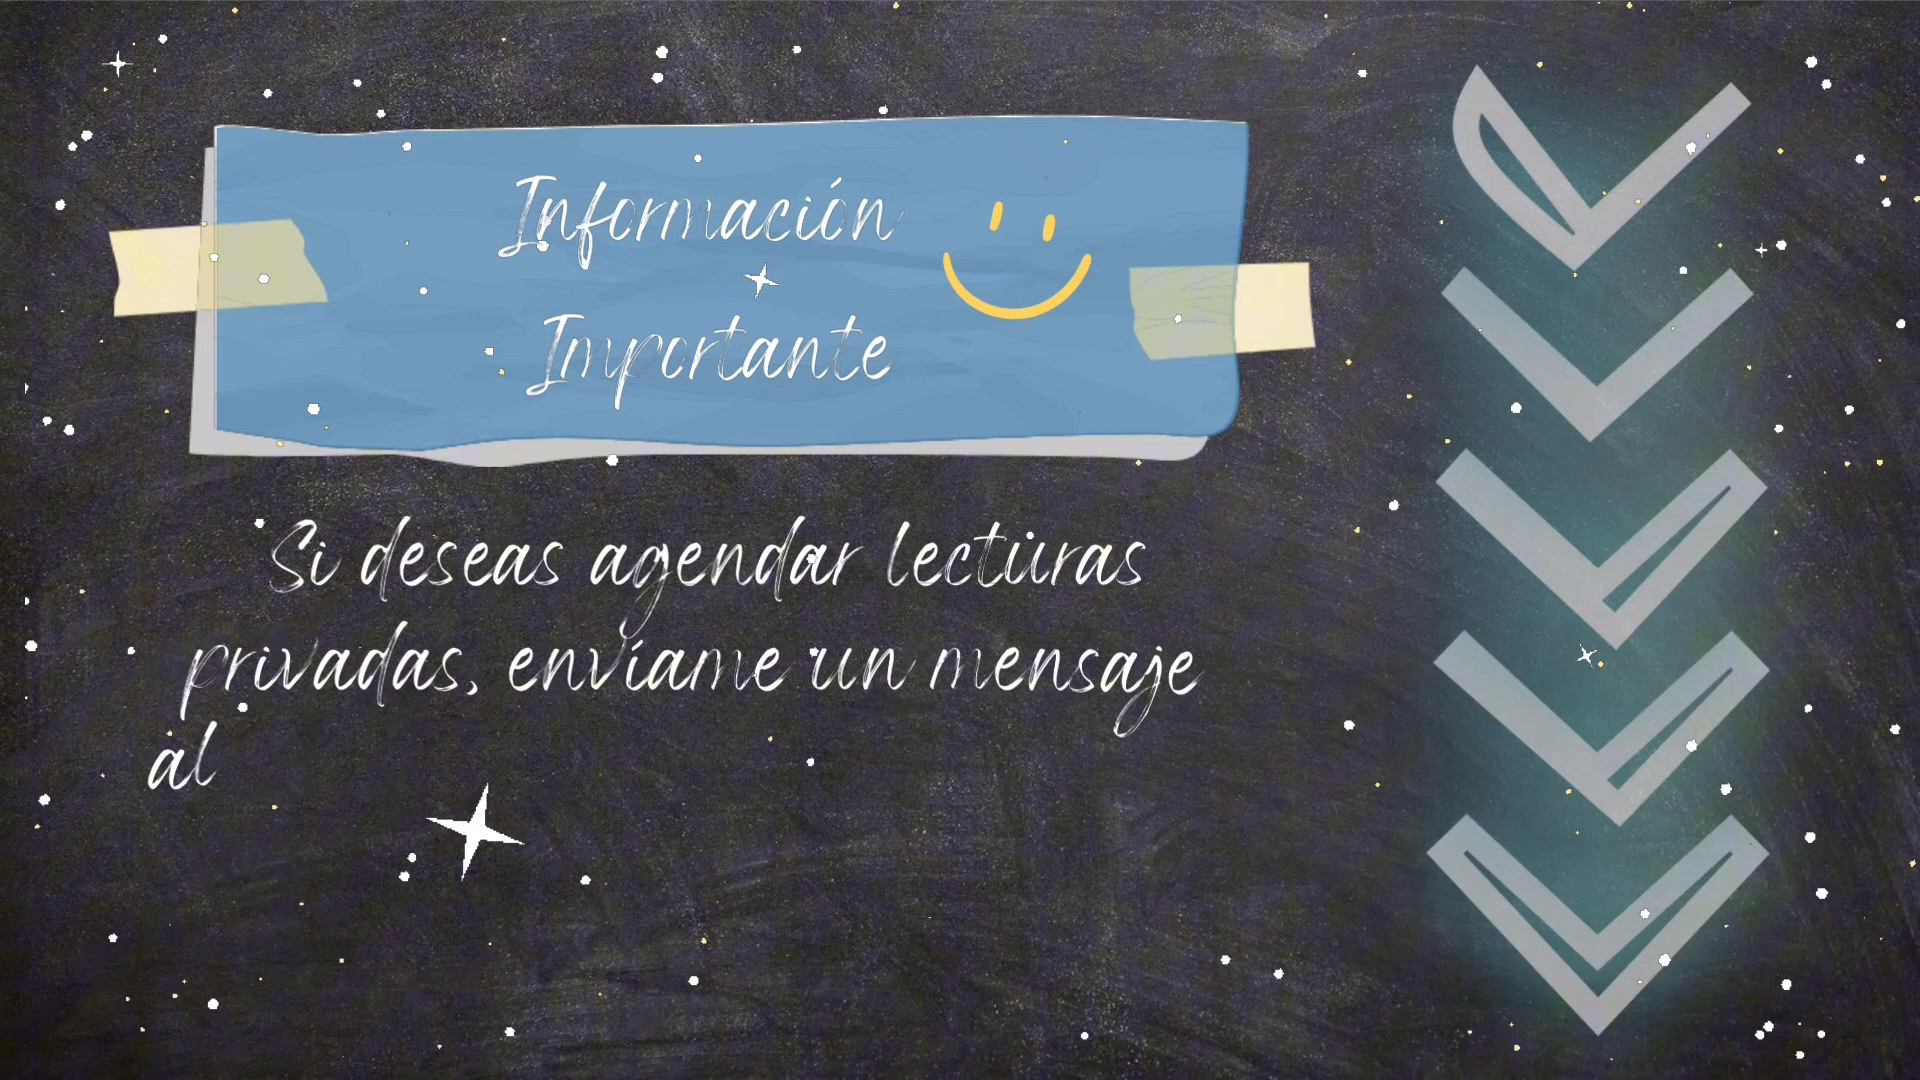 Información
Importante
Si deseas agendar lecturas
privadas, envíame un mensaje
al